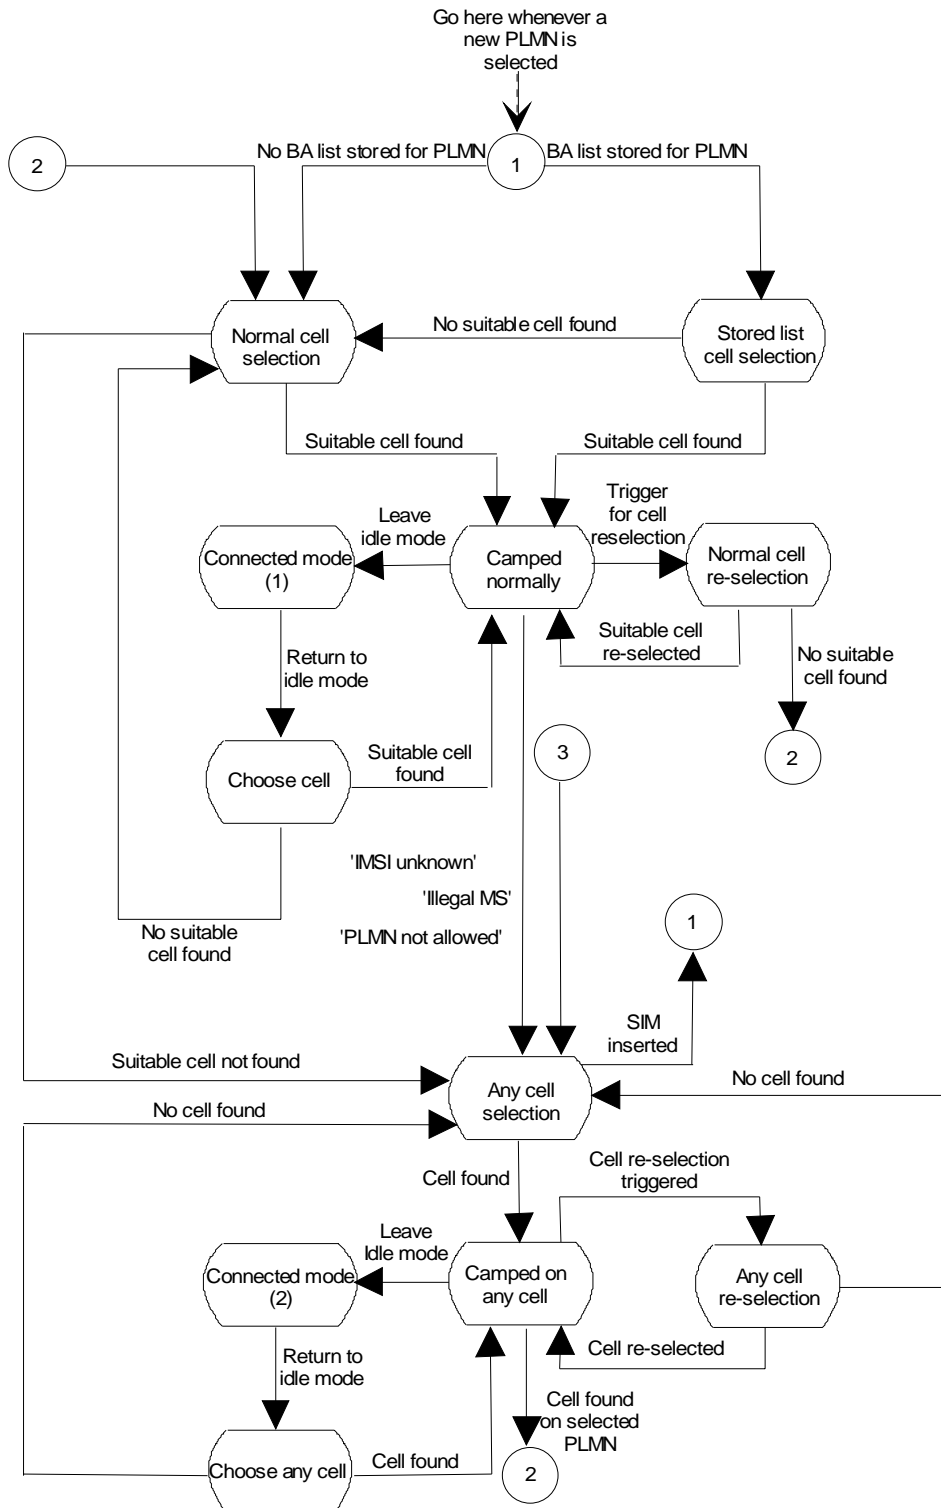 Go here whenever a
new PLMN is
selected
2
No BA list stored for PLMN
1
BA list stored for PLMN
Normal cell
selection
No suitable cell found
Stored list
cell selection
Suitable cell found
Suitable cell found
Leave
idle mode
Trigger
for cell
reselection
Connected mode
(1)
Camped
normally
Normal cell
re-selection
Suitable cell
re-selected
Return to
idle mode
No suitable
cell found
Choose cell
Suitable cell
found
3
2
'IMSI unknown'
'Illegal MS'
'PLMN not allowed'
No suitable
cell found
1
SIM
inserted
Suitable cell not found
Any cell
selection
No cell found
No cell found
Cell found
Cell re-selection
triggered
Leave
Idle mode
Connected mode
(2)
Camped on
any cell
Any cell
re-selection
Return to
idle mode
Cell re-selected
Cell found
on selected
PLMN
Choose any cell
Cell found
2